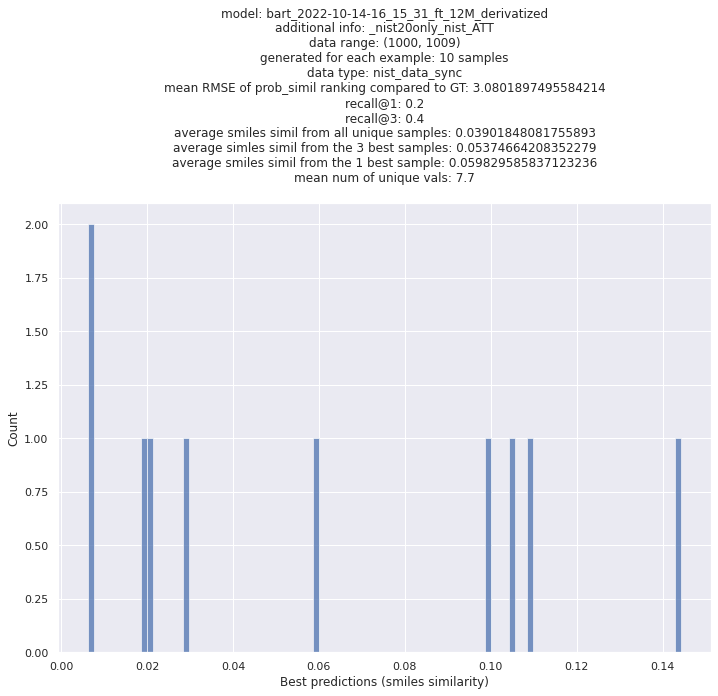 model: bart_2022-10-14-16_15_31_ft_12M_derivatized
additional info: _nist20only_nist_ATT
data range: (1000, 1009)
generated for each example: 10 samples
data type: nist_data_sync
mean RMSE of prob_simil ranking compared to GT: 3.0801897495584214
recall@1: 0.2
recall@3: 0.4
average smiles simil from all unique samples: 0.03901848081755893
average simles simil from the 3 best samples: 0.05374664208352279
average smiles simil from the 1 best sample: 0.059829585837123236
mean num of unique vals: 7.7
2.00
1.75
1.50
1.25
1.00
0.75
0.50
0.25
0.00
Count
0.00 0.02 0.04 0.06 0.08 0.10 0.12 0.14
Best predictions (smiles similarity)